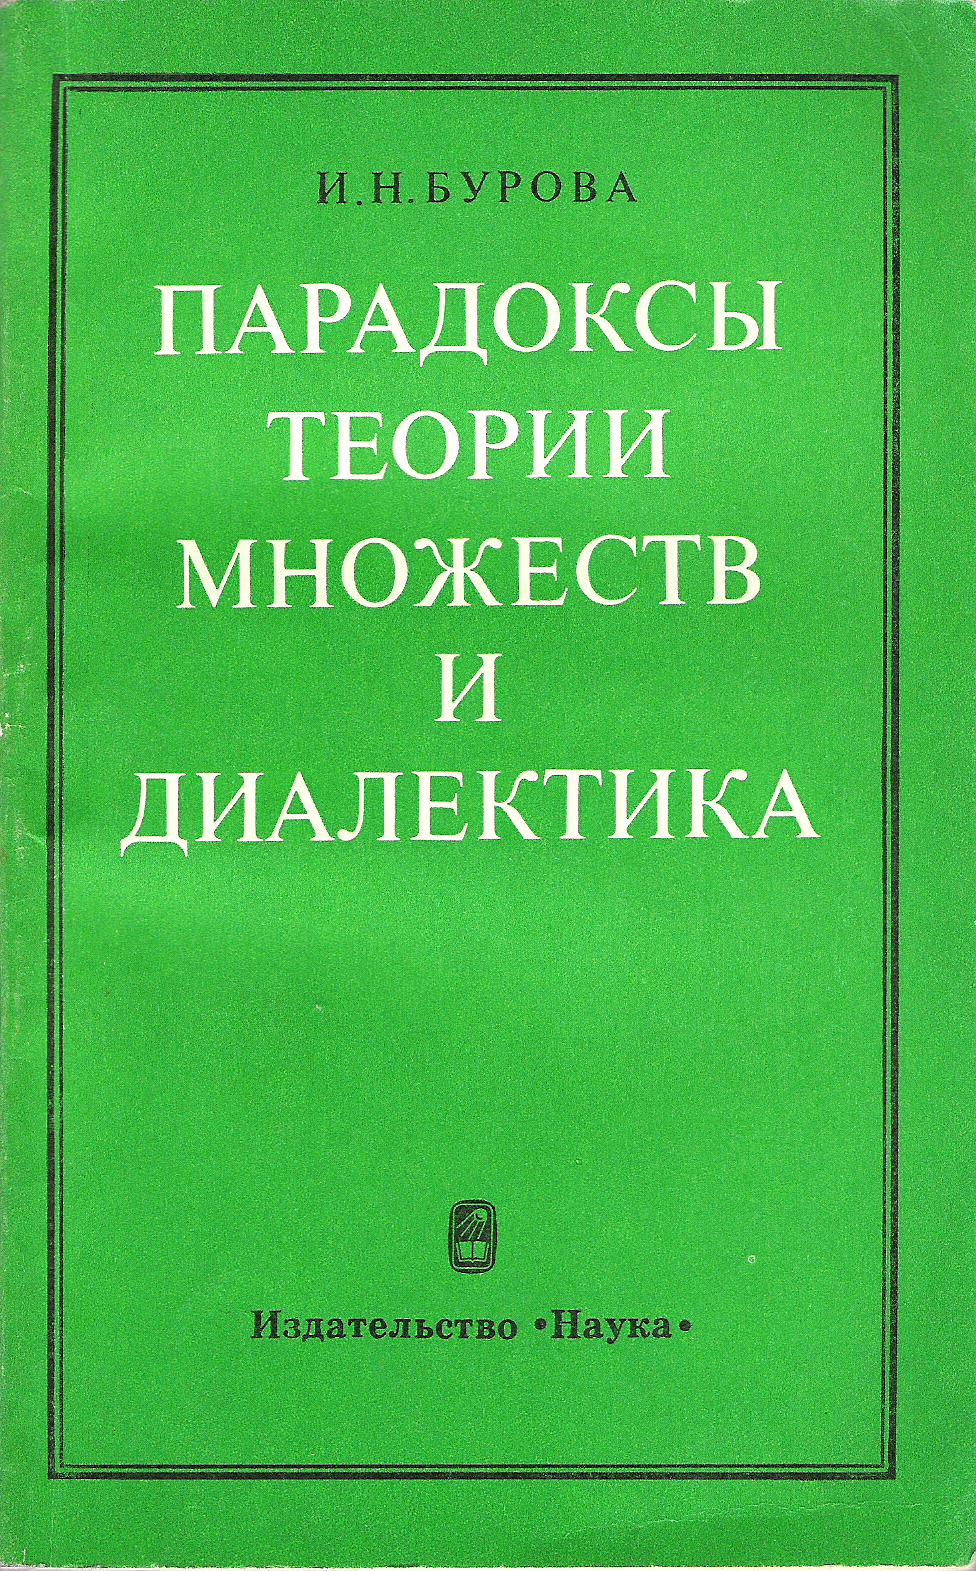 И.Н.БУРОВА
ПАРАДОКСЫ
ТЕОРИИ
МНОЖЕСТВ
И
ДИАЛЕКТИКА
Издательство •Наука•